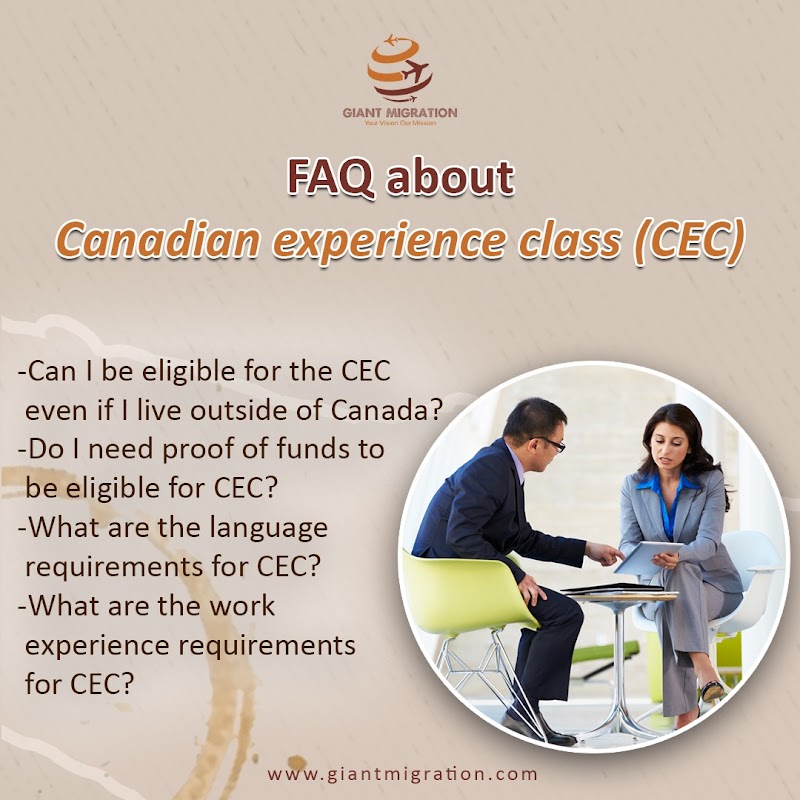 GIANT MIGRATION
Your Vision Our Mission
FAQ about
Canadian experience class (CEC)
-Can I be eligible for the CEC
even if I live outside of Canada?
-Do I need proof of funds to
be eligible for CEC?
-What are the language
requirements for CEC?
-What are the work
experience requirements
for CEC?
www.giantmigration.com